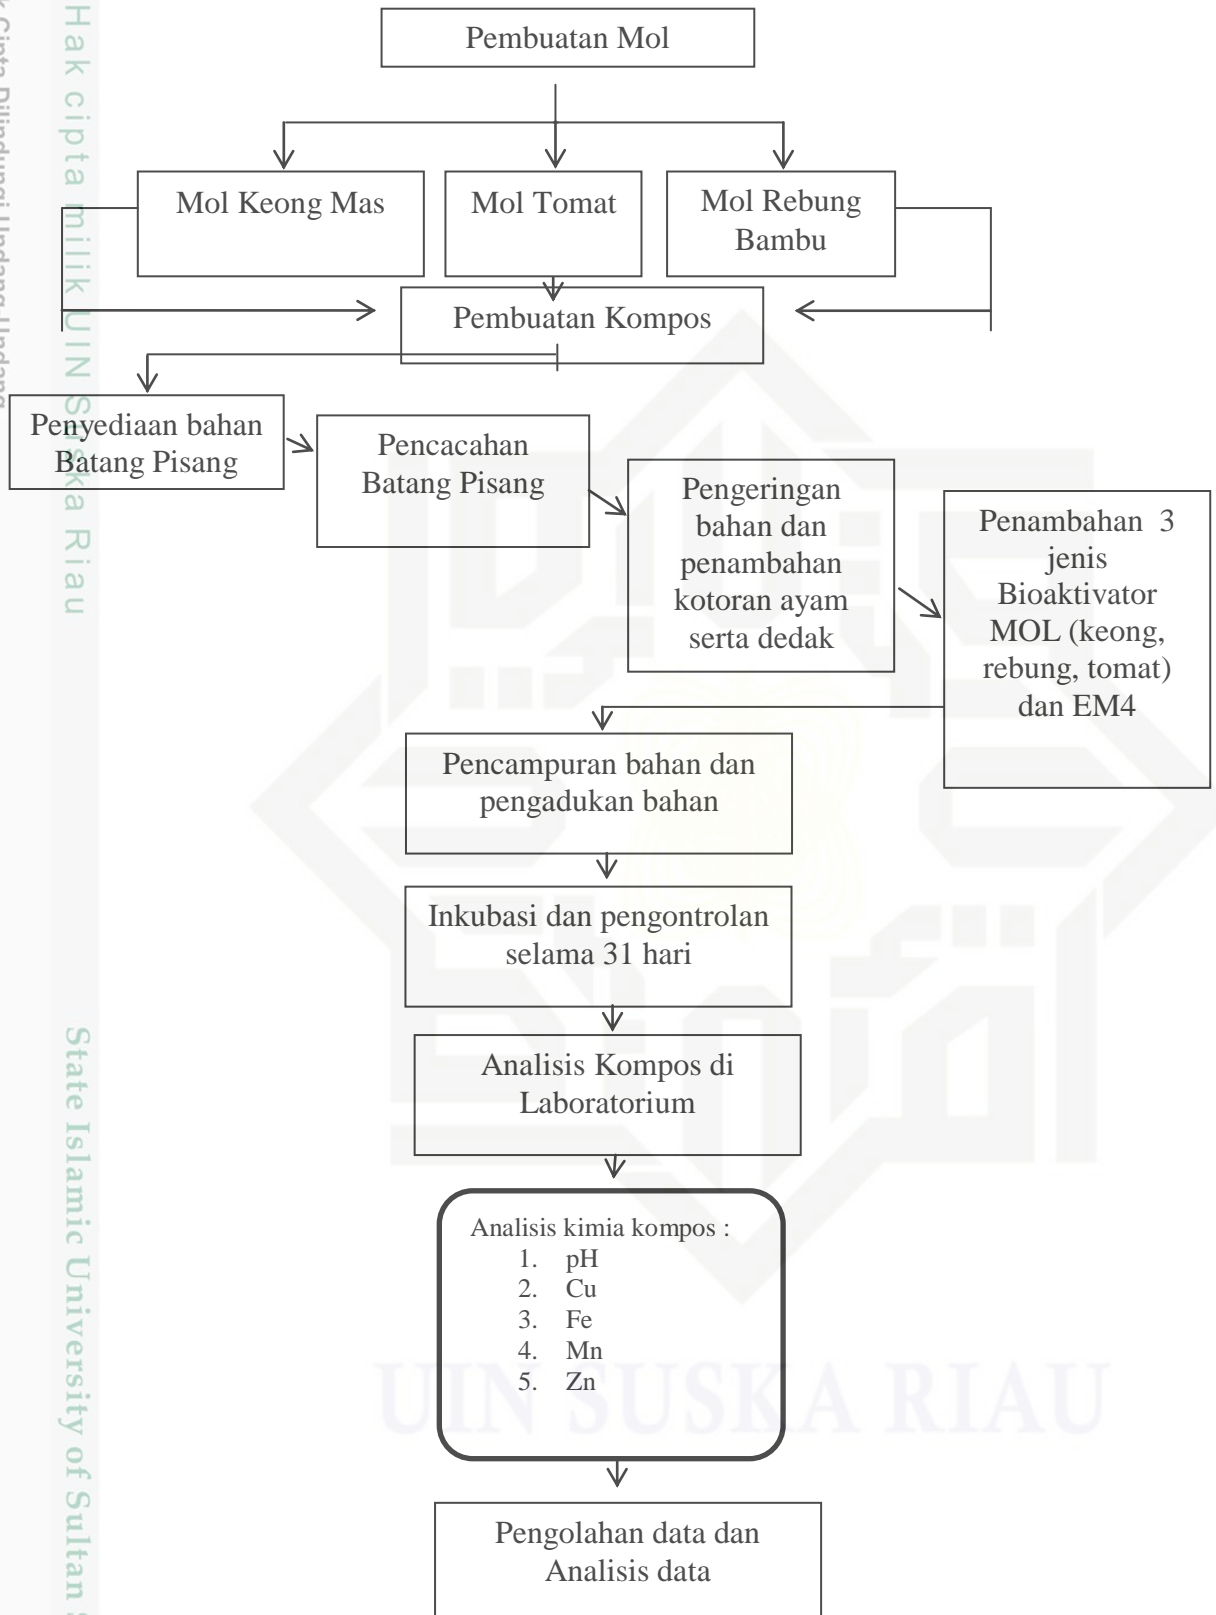 Pembuatan Mol
Mol Keong Mas
Mol Tomat
Mol Rebung
Bambu
Pembuatan Kompos
Penyediaan bahan
Batang Pisang
Pencacahan
Batang Pisang
Pengeringan
bahan dan
penambahan
kotoran ayam
serta dedak
Penambahan 3
jenis
Bioaktivator
MOL (keong,
rebung, tomat)
dan EM4
Pencampuran bahan dan
pengadukan bahan
Inkubasi dan pengontrolan
selama 31 hari
Analisis Kompos di
Laboratorium
Analisis kimia kompos :
1. pH
2. Cu
3. Fe
4. Mn
5. Zn
Pengolahan data dan
Analisis data
Hak cipta milik UIN Suska Riau
State Islamic University of Sultan
Cipta Dilindungi Undang-Undang
UIN SUSKA RIAU